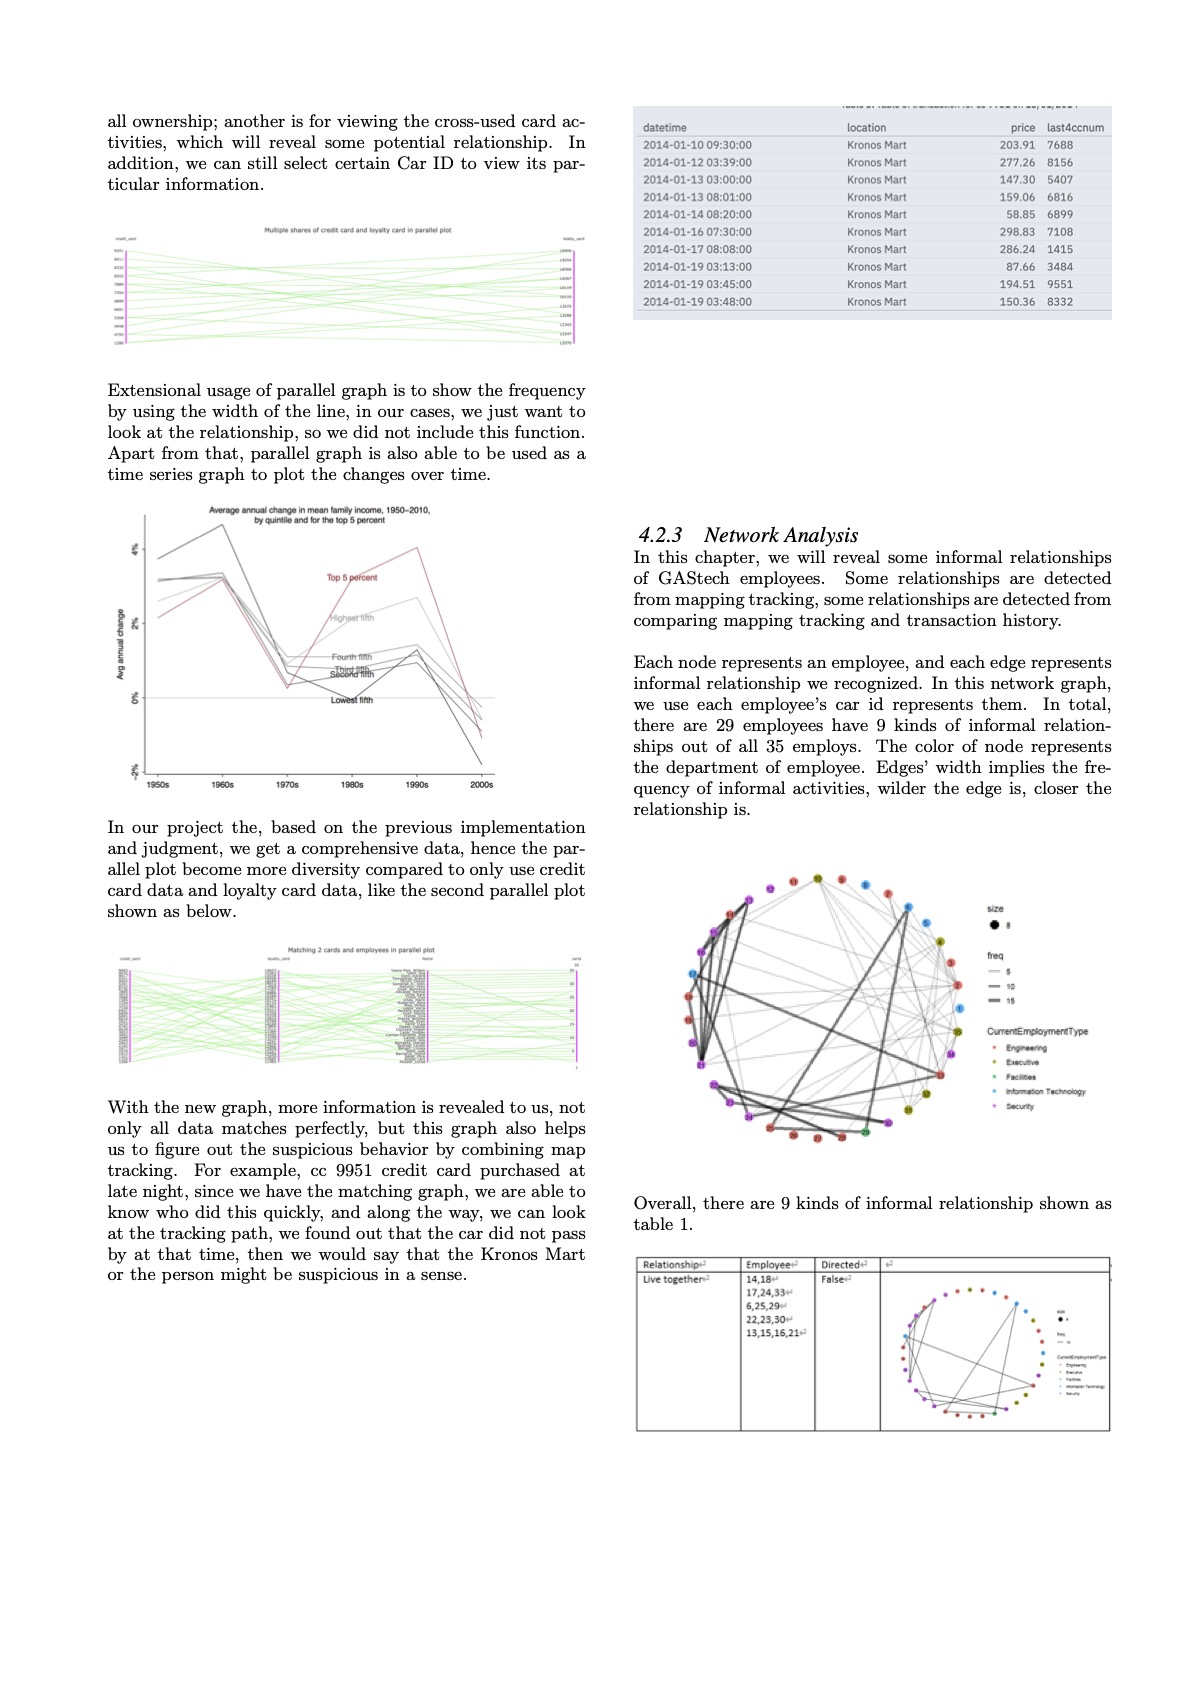 all ownership; another is for viewing the cross-used card ac-
tivities, which will reveal some potential relationship. In
addition, we can still select certain Car ID to view its par-
ticular information.
Multiple shares of credit card and loyalty card in parallel plot
credit_card
Extensional usage of parallel graph is to show the frequency
by using the width of the line, in our cases, we just want to
look at the relationship, so we did not include this function.
Apart from that, parallel graph is also able to be used as a
time series graph to plot the changes over time.
Average annual change in mean family income, 1950–2010,
by quintile and for the top 5 percent
Avg annual change
4%
2%
0%
-2%
Top 5 percent
Highest fifth
Fourth fifth
Third fifth
Second fifth
Lowest fifth
1950s 1960s 1970s 1980s 1990s 2000s
In our project the, based on the previous implementation
and judgment, we get a comprehensive data, hence the par-
allel plot become more diversity compared to only use credit
card data and loyalty card data, like the second parallel plot
shown as below.
Matching 2 cards and employees in parallel plot
credit_card loyalty_card Name
With the new graph, more information is revealed to us, not
only all data matches perfectly, but this graph also helps
us to figure out the suspicious behavior by combining map
tracking. For example, cc 9951 credit card purchased at
late night, since we have the matching graph, we are able to
know who did this quickly, and along the way, we can look
at the tracking path, we found out that the car did not pass
by at that time, then we would say that the Kronos Mart
or the person might be suspicious in a sense.
datetime location price last4ccnum
2014-01-10 09:30:00 Kronos Mart 203.91 7688
2014-01-12 03:39:00 Kronos Mart 277.26 8156
2014-01-13 03:00:00 Kronos Mart 147.30 5407
2014-01-13 08:01:00 Kronos Mart 159.06 6816
2014-01-14 08:20:00 Kronos Mart 58.85 6899
2014-01-16 07:30:00 Kronos Mart 298.83 7108
2014-01-17 08:08:00 Kronos Mart 286.24 1415
2014-01-19 03:13:00 Kronos Mart 87.66 3484
2014-01-19 03:45:00 Kronos Mart 194.51 9551
2014-01-19 03:48:00 Kronos Mart 150.36 8332
4.2.3 Network Analysis
In this chapter, we will reveal some informal relationships
of GAStech employees. Some relationships are detected
from mapping tracking, some relationships are detected from
comparing mapping tracking and transaction history.
Each node represents an employee, and each edge represents
informal relationship we recognized. In this network graph,
we use each employee's car id represents them. In total,
there are 29 employees have 9 kinds of informal relation-
ships out of all 35 employs. The color of node represents
the department of employee. Edges' width implies the fre-
quency of informal activities, wilder the edge is, closer the
relationship is.
size
8
freq
5
10
15
CurrentEmploymentType
Engineering
Executive
Facilities
Information Technology
Security
Overall, there are 9 kinds of informal relationship shown as
table 1.
Relationship Employee Directed
Live together 14,18 False
17,24,33
6,25,29
22,23,30
13,15,16,21
size
freq
CurrentEmploymentType
Engineering
Executive
Facilities
Information Technology
Security